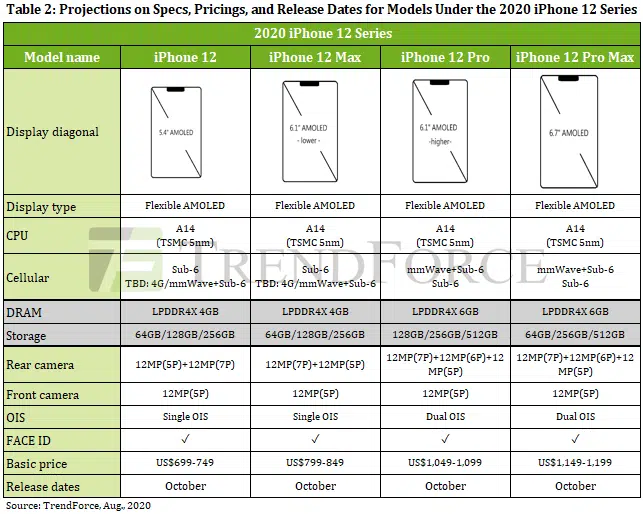 Table 2: Projections on Specs, Pricings, and Release Dates for Models Under the 2020 iPhone 12 Series
2020 iPhone 12 Series
Model name iPhone 12 iPhone 12 Max iPhone 12 Pro iPhone 12 Pro Max
Display diagonal 5.4" AMOLED 6.1" AMOLED - lower - 6.1" AMOLED -higher- 6.7" AMOLED
Display type Flexible AMOLED Flexible AMOLED Flexible AMOLED Flexible AMOLED
CPU A14 (TSMC 5nm) A14 (TSMC 5nm) A14 (TSMC 5nm) A14 (TSMC 5nm)
TRENDFORCE
Cellular Sub-6 TBD: 4G/mmWave+Sub-6 Sub-6 TBD: 4G/mmWave+Sub-6 mmWave+Sub-6 Sub-6 mmWave+Sub-6 Sub-6
DRAM LPDDR4X 4GB LPDDR4X 4GB LPDDR4X 6GB LPDDR4X 6GB
Storage 64GB/128GB/256GB 64GB/128GB/256GB 128GB/256GB/512GB 64GB/256GB/512GB
Rear camera 12MP(5P)+12MP(7P) 12MP(7P)+12MP(5P) 12MP(7P)+12MP(6P)+12MP(5P) 12MP(7P)+12MP(6P)+12MP(5P)
Front camera 12MP(5P) 12MP(5P) 12MP(5P) 12MP(5P)
OIS Single OIS Single OIS Dual OIS Dual OIS
FACE ID ✓ ✓ ✓ ✓
Basic price US$699-749 US$799-849 US$1,049-1,099 US$1,149-1,199
Release dates October October October October
Source: TrendForce, Aug., 2020